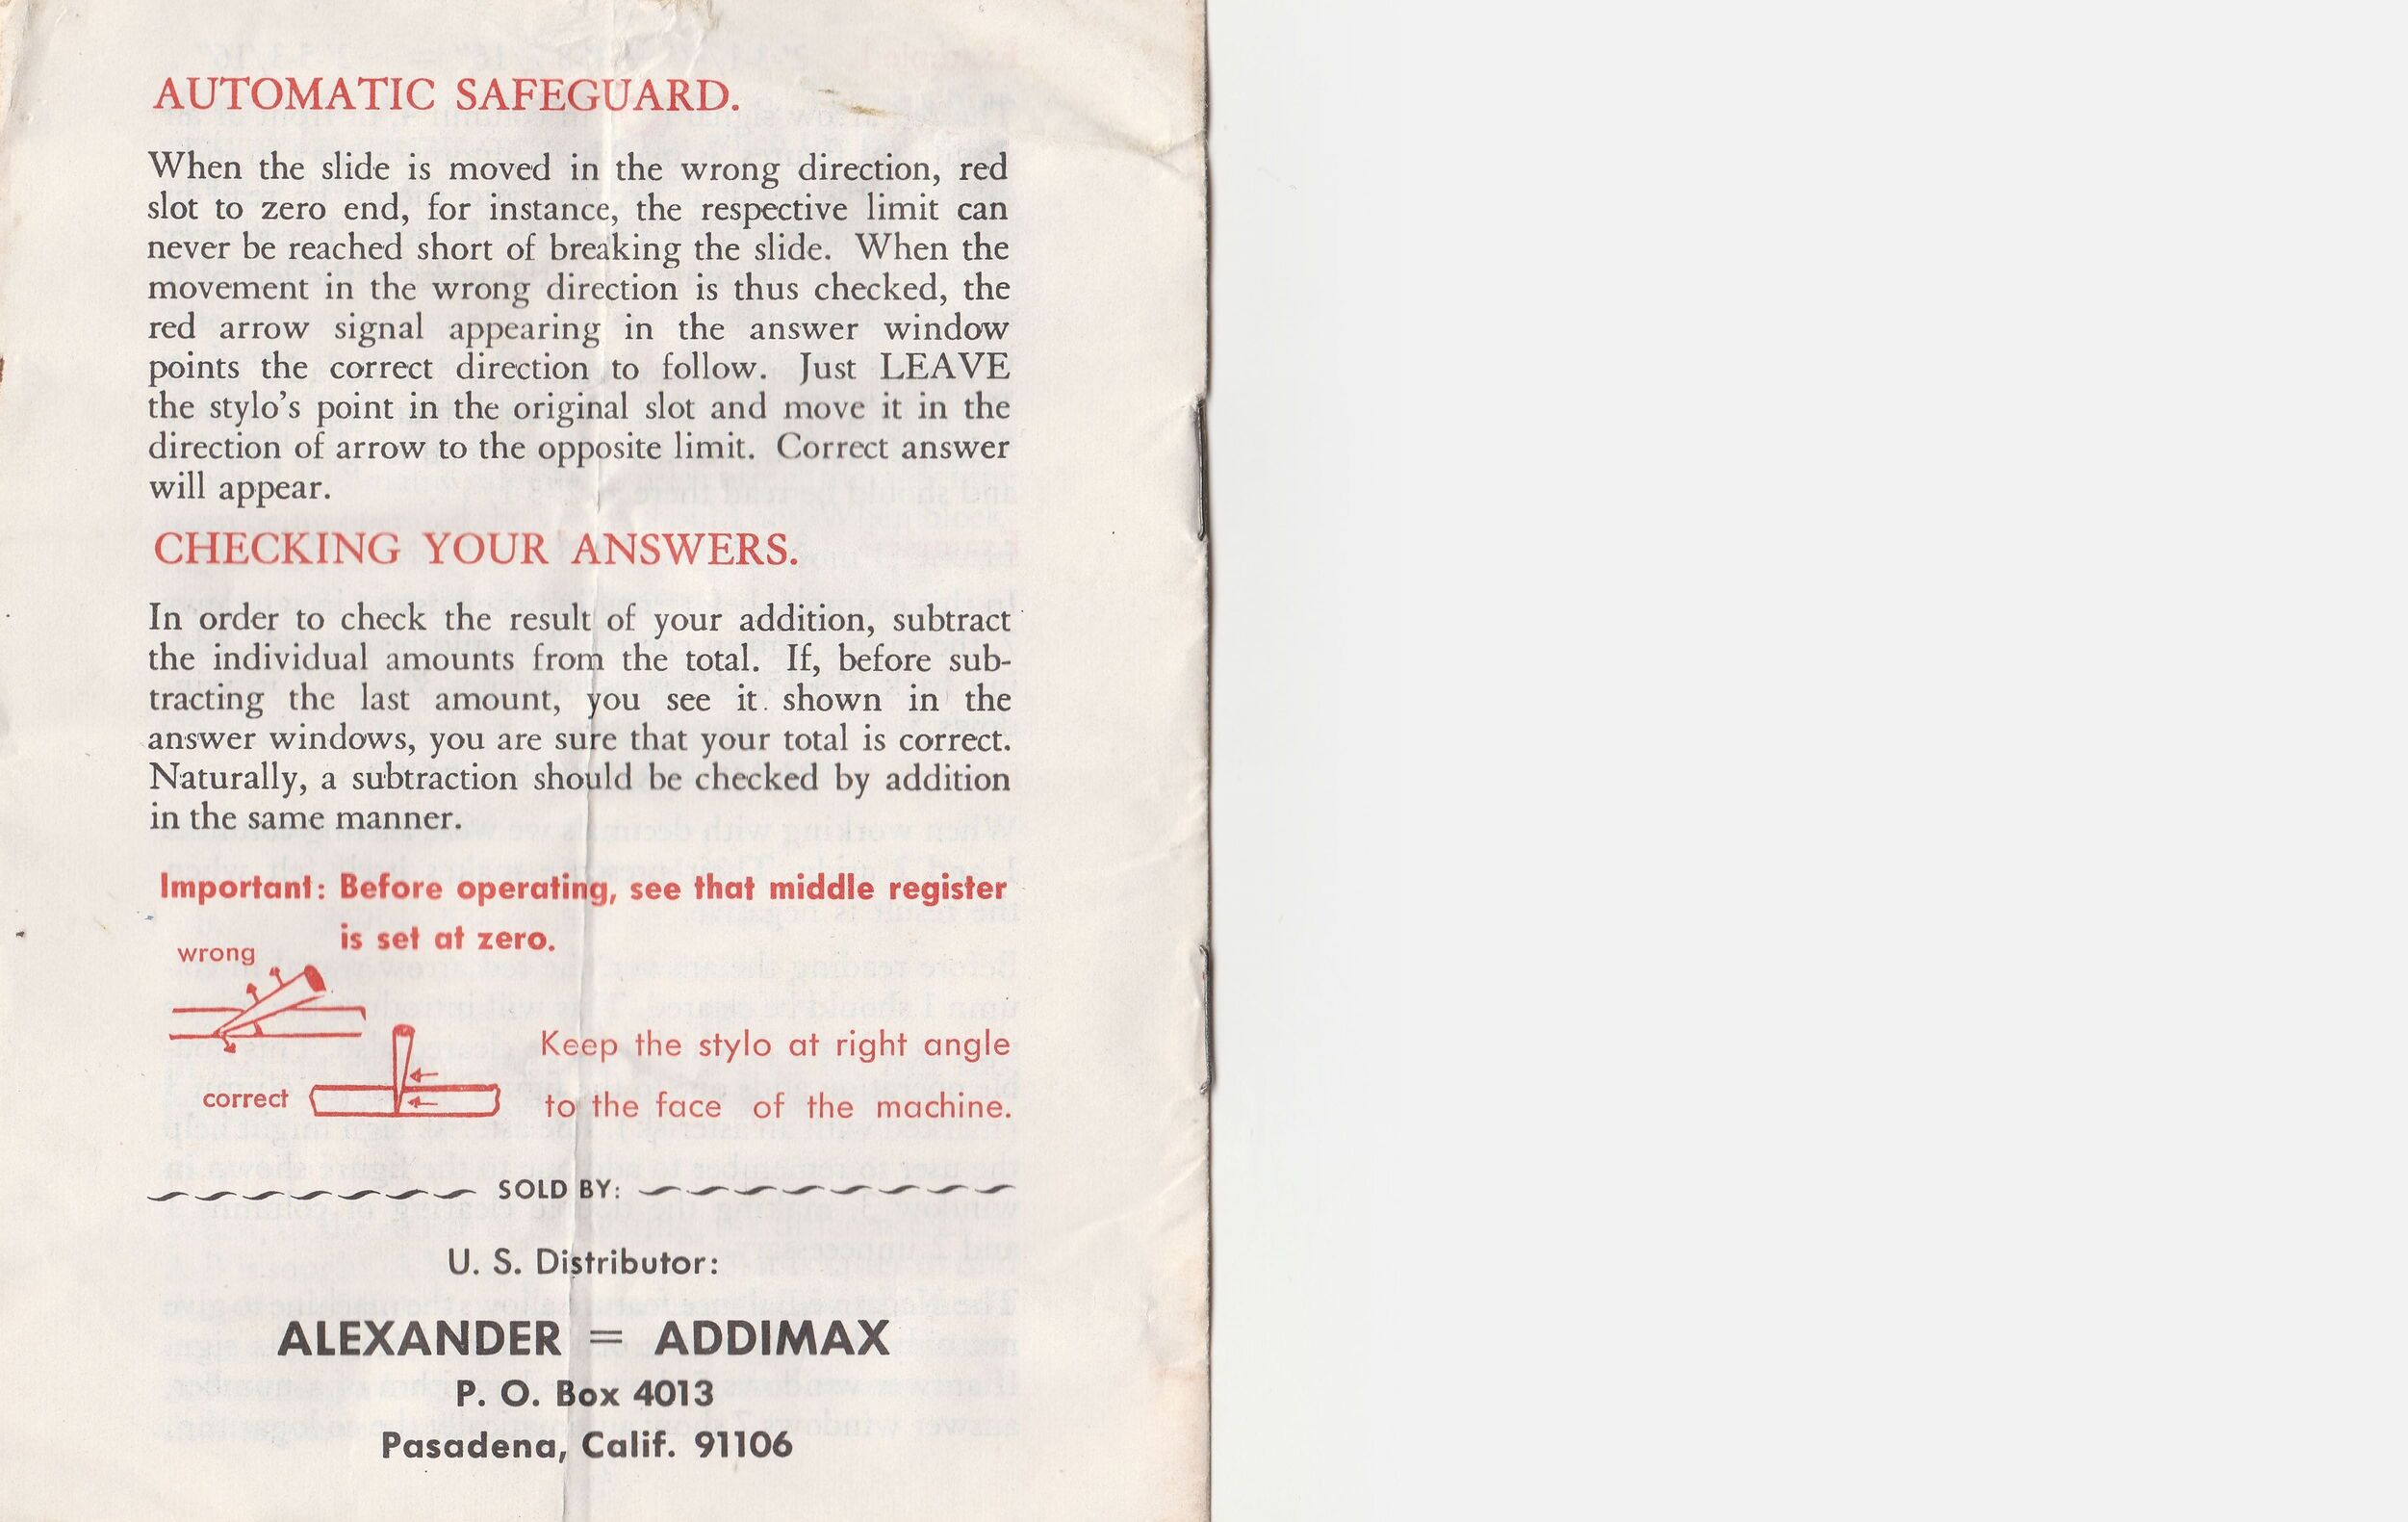 AUTOMATIC SAFEGUARD.
When the slide is moved in the wrong direction, red
slot to zero end, for instance, the respective limit can
never be reached short of breaking the slide. When the
movement in the wrong direction is thus checked, the
red arrow signal appearing in the answer window
points the correct direction to follow. Just LEAVE
the stylo's point in the original slot and move it in the
direction of arrow to the opposite limit. Correct answer
will appear.
CHECKING YOUR ANSWERS.
In order to check the result of your addition, subtract
the individual amounts from the total. If, before sub-
tracting the last amount, you see it shown in the
answer windows, you are sure that your total is correct.
Naturally, a subtraction should be checked by addition
in the same manner.
Important: Before operating, see that middle register
is set at zero.
wrong
Keep the stylo at right angle
correct
to the face of the machine.
SOLD BY:
U. S. Distributor:
ALEXANDER = ADDIMAX
P. O. Box 4013
Pasadena, Calif. 91106